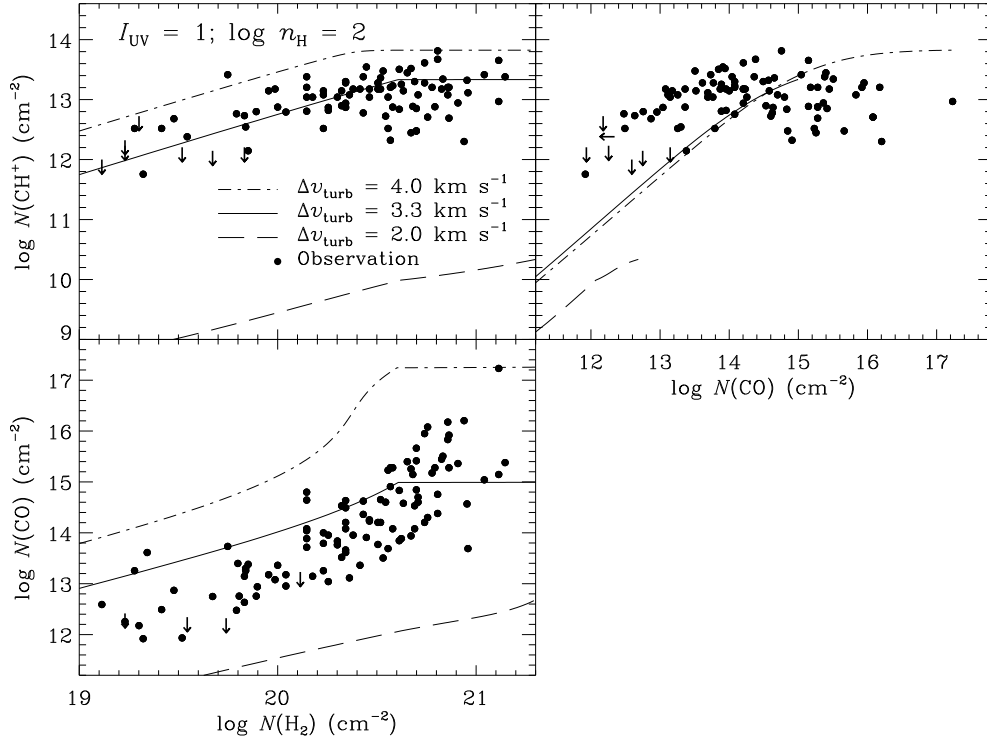 I_UV = 1; log n_H = 2
log N(CH⁺) (cm⁻²)
14
13
12
11
10
9
Δv_turb = 4.0 km s⁻¹
Δv_turb = 3.3 km s⁻¹
Δv_turb = 2.0 km s⁻¹
Observation
12 13 14 15 16 17
log N(CO) (cm⁻²)
log N(CO) (cm⁻²)
17
16
15
14
13
12
19 20 21
log N(H₂) (cm⁻²)